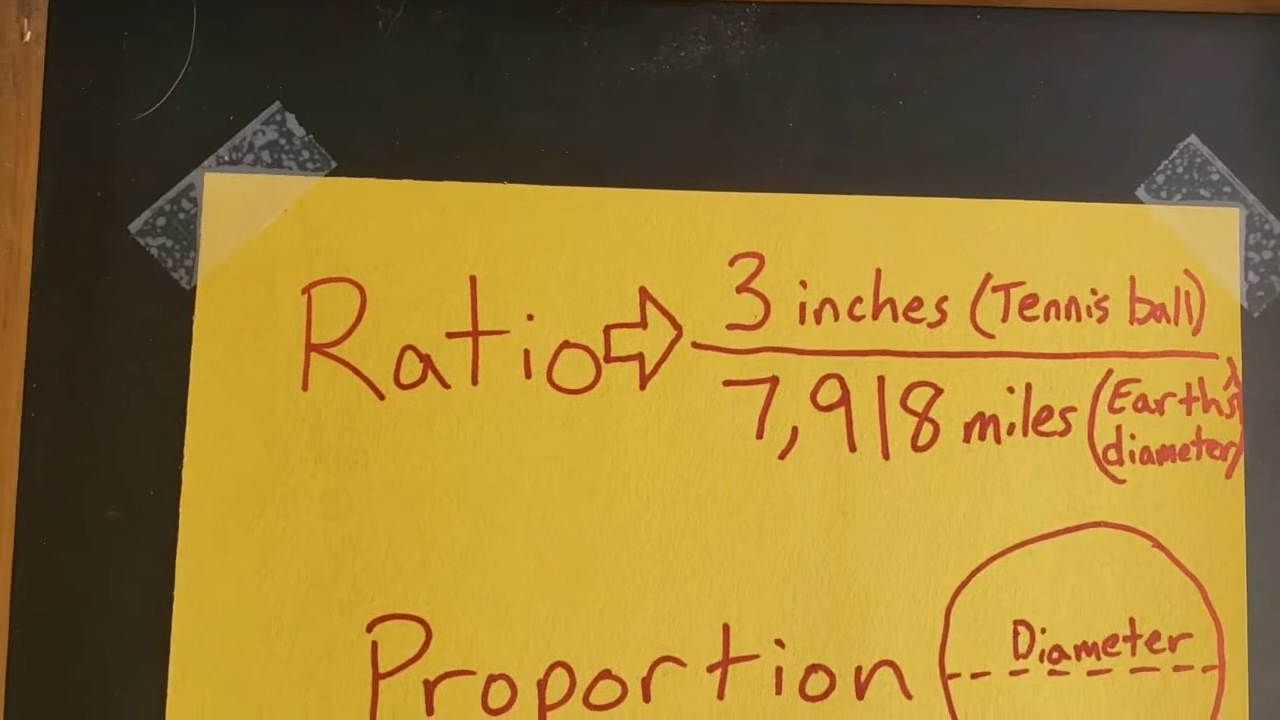 Ratio ⇨ 3 inches (Tennis ball)
7,918 miles (Earth's
diameter)
Diameter
Proportion